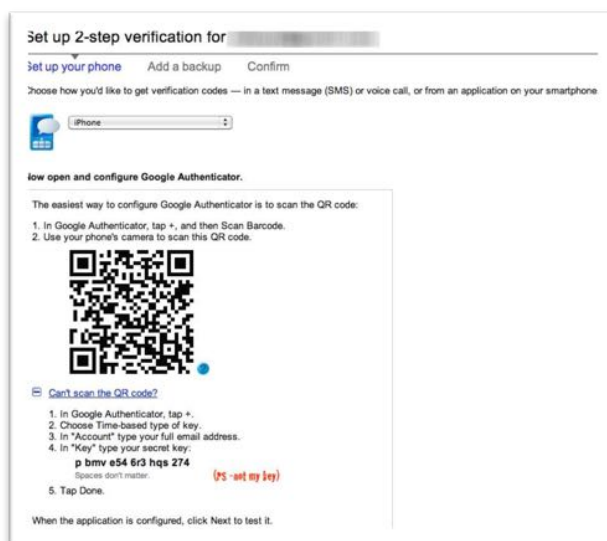 Set up 2-step verification for
Set up your phone Add a backup Confirm
Choose how you'd like to get verification codes — in a text message (SMS) or voice call, or from an application on your smartphone
iPhone
Now open and configure Google Authenticator.
The easiest way to configure Google Authenticator is to scan the QR code:
1. In Google Authenticator, tap +, and then Scan Barcode.
2. Use your phone's camera to scan this QR code.
Can't scan the QR code?
1. In Google Authenticator, tap +.
2. Choose Time-based type of key.
3. In "Account" type your full email address.
4. In "Key" type your secret key:
p bmv e54 6r3 hqs 274
Spaces don't matter.
(PS - not my key)
5. Tap Done.
When the application is configured, click Next to test it.